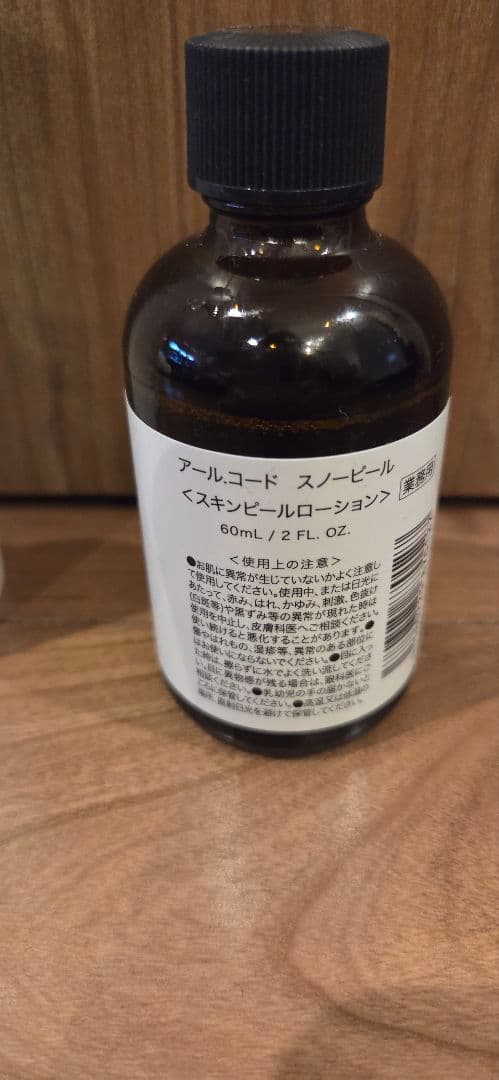 アール.コード スノーピール
業務用
<スキンピールローション>
60mL / 2 FL. OZ.
<使用上の注意>
●お肌に異常が生じていないかよく注意し
て使用してください。使用中、または日光に
あたって、赤み、はれ、かゆみ、刺激、色抜け
(白斑等)や黒ずみ等の異常が現れた時は
使用を中止し、皮膚科医へご相談ください。
使い続けると悪化することがあります。●
傷やはれもの、湿疹等、異常のある部位に
はお使いにならないでください。●目に入っ
た時は、擦らずに水でよく洗い流してくださ
い。目に異物感が残る場合は、眼科医にご
相談ください。●乳幼児の手の届かないと
ころに保管してください。●高温又は低温の
場所、直射日光を避けて保管してください。